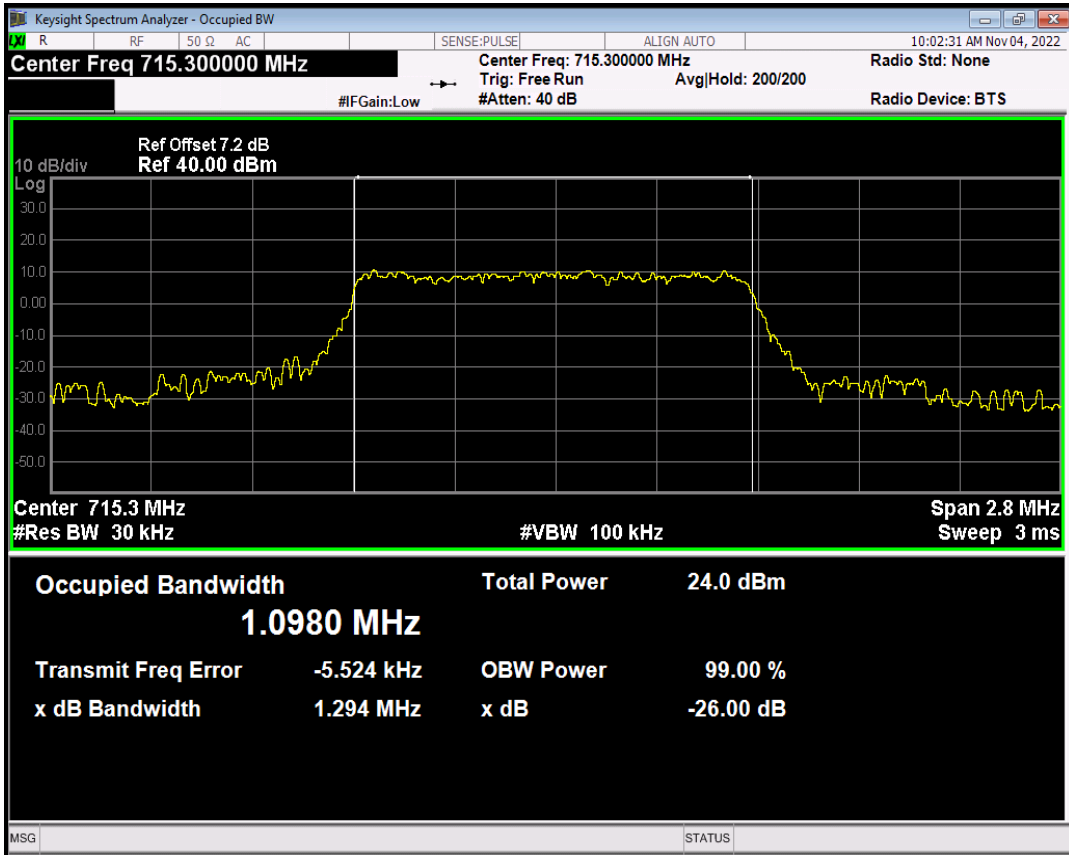 Keysight Spectrum Analyzer - Occupied BW
LXI R RF 50 Ω AC SENSE:PULSE ALIGN AUTO 10:02:31 AM Nov 04, 2022
Center Freq 715.300000 MHz Center Freq: 715.300000 MHz Radio Std: None
Trig: Free Run Avg|Hold: 200/200
#IFGain:Low #Atten: 40 dB Radio Device: BTS
Ref Offset 7.2 dB
10 dB/div Ref 40.00 dBm
Log
30.0
20.0
10.0
0.00
-10.0
-20.0
-30.0
-40.0
-50.0
Center 715.3 MHz Span 2.8 MHz
#Res BW 30 kHz #VBW 100 kHz Sweep 3 ms
Occupied Bandwidth Total Power 24.0 dBm
1.0980 MHz
Transmit Freq Error -5.524 kHz OBW Power 99.00 %
x dB Bandwidth 1.294 MHz x dB -26.00 dB
MSG STATUS